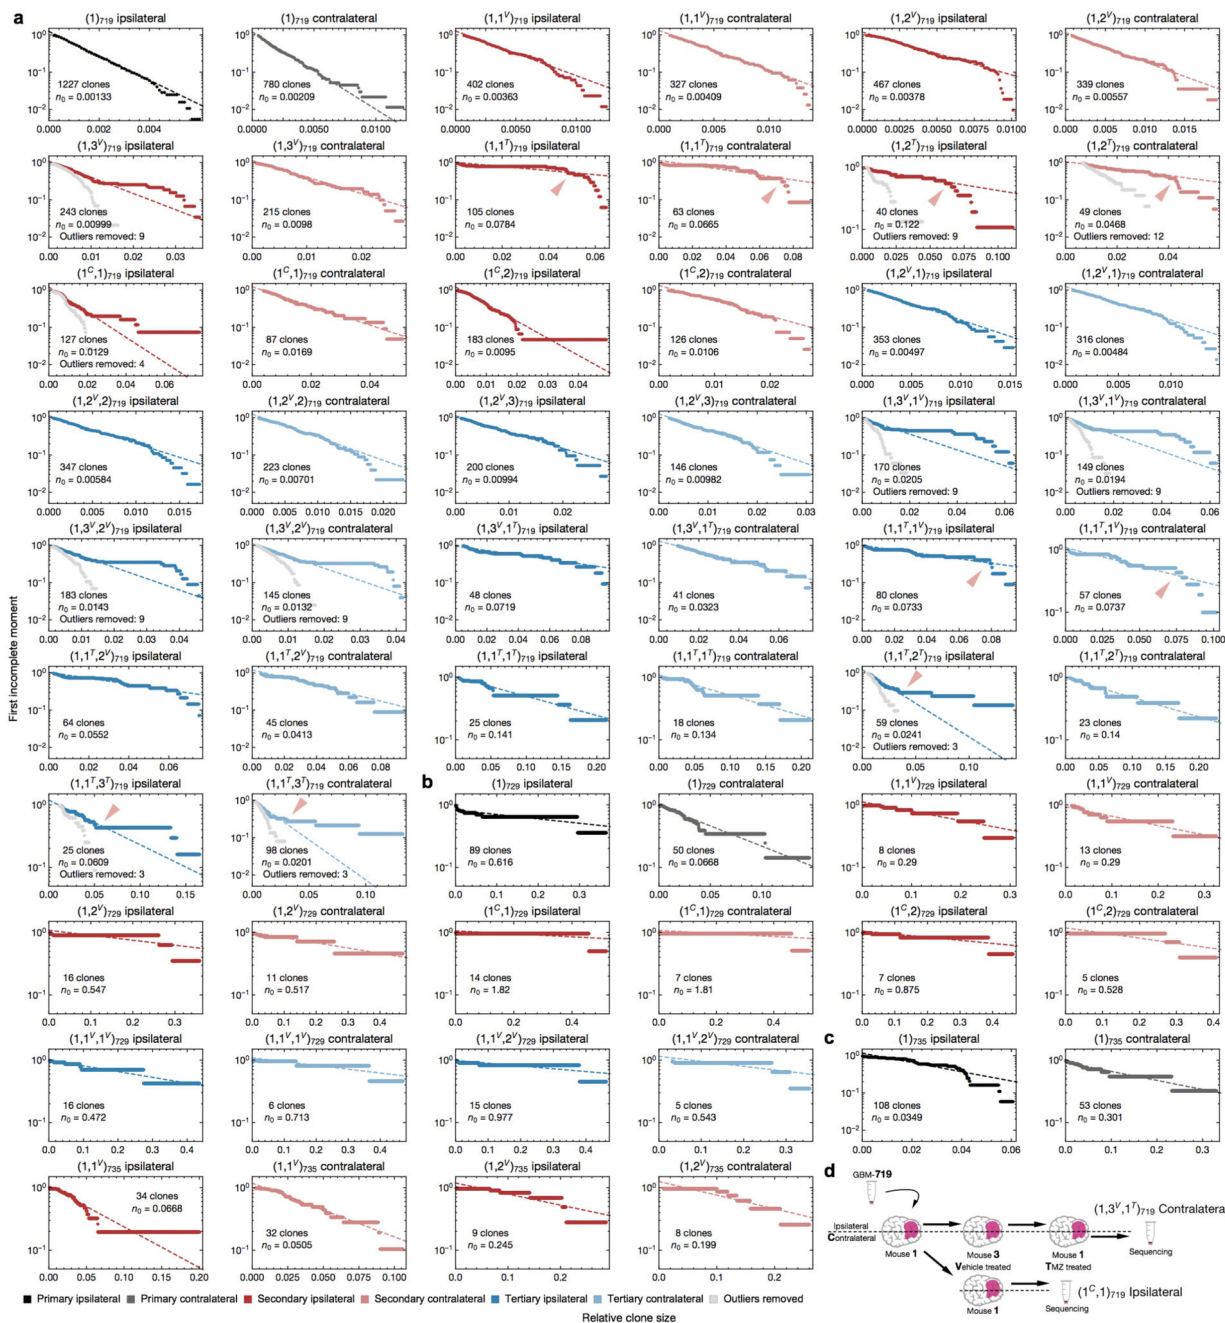 a
(1)719 ipsilateral
1227 clones
n0 = 0.00133
(1)719 contralateral
780 clones
n0 = 0.00209
(1,1V)719 ipsilateral
402 clones
n0 = 0.00363
(1,1V)719 contralateral
327 clones
n0 = 0.00409
(1,2V)719 ipsilateral
467 clones
n0 = 0.00378
(1,2V)719 contralateral
339 clones
n0 = 0.00557
(1,3V)719 ipsilateral
243 clones
n0 = 0.00999
Outliers removed: 9
(1,3V)719 contralateral
215 clones
n0 = 0.0098
(1,1T)719 ipsilateral
105 clones
n0 = 0.0784
(1,1T)719 contralateral
63 clones
n0 = 0.0665
(1,2T)719 ipsilateral
40 clones
n0 = 0.122
Outliers removed: 9
(1,2T)719 contralateral
49 clones
n0 = 0.0468
Outliers removed: 12
(1C,1)719 ipsilateral
127 clones
n0 = 0.0129
Outliers removed: 4
(1C,1)719 contralateral
87 clones
n0 = 0.0169
(1C,2)719 ipsilateral
183 clones
n0 = 0.0095
(1C,2)719 contralateral
126 clones
n0 = 0.0106
(1,2V,1)719 ipsilateral
353 clones
n0 = 0.00497
(1,2V,1)719 contralateral
316 clones
n0 = 0.00484
(1,2V,2)719 ipsilateral
347 clones
n0 = 0.00584
(1,2V,2)719 contralateral
223 clones
n0 = 0.00701
(1,2V,3)719 ipsilateral
200 clones
n0 = 0.00994
(1,2V,3)719 contralateral
146 clones
n0 = 0.00982
(1,3V,1V)719 ipsilateral
170 clones
n0 = 0.0205
Outliers removed: 9
(1,3V,1V)719 contralateral
149 clones
n0 = 0.0194
Outliers removed: 9
(1,3V,2V)719 ipsilateral
183 clones
n0 = 0.0143
Outliers removed: 9
(1,3V,2V)719 contralateral
145 clones
n0 = 0.0132
Outliers removed: 9
(1,3V,1T)719 ipsilateral
48 clones
n0 = 0.0719
(1,3V,1T)719 contralateral
41 clones
n0 = 0.0323
(1,1T,1V)719 ipsilateral
80 clones
n0 = 0.0733
(1,1T,1V)719 contralateral
57 clones
n0 = 0.0737
First incomplete moment
(1,1T,2V)719 ipsilateral
64 clones
n0 = 0.0552
(1,1T,2V)719 contralateral
45 clones
n0 = 0.0413
(1,1T,1T)719 ipsilateral
25 clones
n0 = 0.141
(1,1T,1T)719 contralateral
18 clones
n0 = 0.134
(1,1T,2T)719 ipsilateral
59 clones
n0 = 0.0241
Outliers removed: 3
(1,1T,2T)719 contralateral
23 clones
n0 = 0.14
(1,1T,3T)719 ipsilateral
25 clones
n0 = 0.0609
Outliers removed: 3
(1,1T,3T)719 contralateral
98 clones
n0 = 0.0201
Outliers removed: 3
b
(1)729 ipsilateral
89 clones
n0 = 0.616
(1)729 contralateral
50 clones
n0 = 0.0668
(1,1V)729 ipsilateral
8 clones
n0 = 0.29
(1,1V)729 contralateral
13 clones
n0 = 0.29
(1,2V)729 ipsilateral
16 clones
n0 = 0.547
(1,2V)729 contralateral
11 clones
n0 = 0.517
(1C,1)729 ipsilateral
14 clones
n0 = 1.82
(1C,1)729 contralateral
7 clones
n0 = 1.81
(1C,2)729 ipsilateral
7 clones
n0 = 0.875
(1C,2)729 contralateral
5 clones
n0 = 0.528
(1,1V,1V)729 ipsilateral
16 clones
n0 = 0.472
(1,1V,1V)729 contralateral
6 clones
n0 = 0.713
(1,1V,2V)729 ipsilateral
15 clones
n0 = 0.977
(1,1V,2V)729 contralateral
5 clones
n0 = 0.543
c
(1)735 ipsilateral
108 clones
n0 = 0.0349
(1)735 contralateral
53 clones
n0 = 0.301
(1,1V)735 ipsilateral
34 clones
n0 = 0.0668
(1,1V)735 contralateral
32 clones
n0 = 0.0505
(1,2V)735 ipsilateral
9 clones
n0 = 0.245
(1,2V)735 contralateral
8 clones
n0 = 0.199
d
GBM-719
(1,3V,1T)719 Contralatera
Ipsilateral
Contralateral
Mouse 1
Mouse 3
Vehicle treated
Mouse 1
TMZ treated
Sequencing
Mouse 1
Sequencing
(1C,1)719 Ipsilateral
Primary ipsilateral
Primary contralateral
Secondary ipsilateral
Secondary contralateral
Tertiary ipsilateral
Tertiary contralateral
Outliers removed
Relative clone size